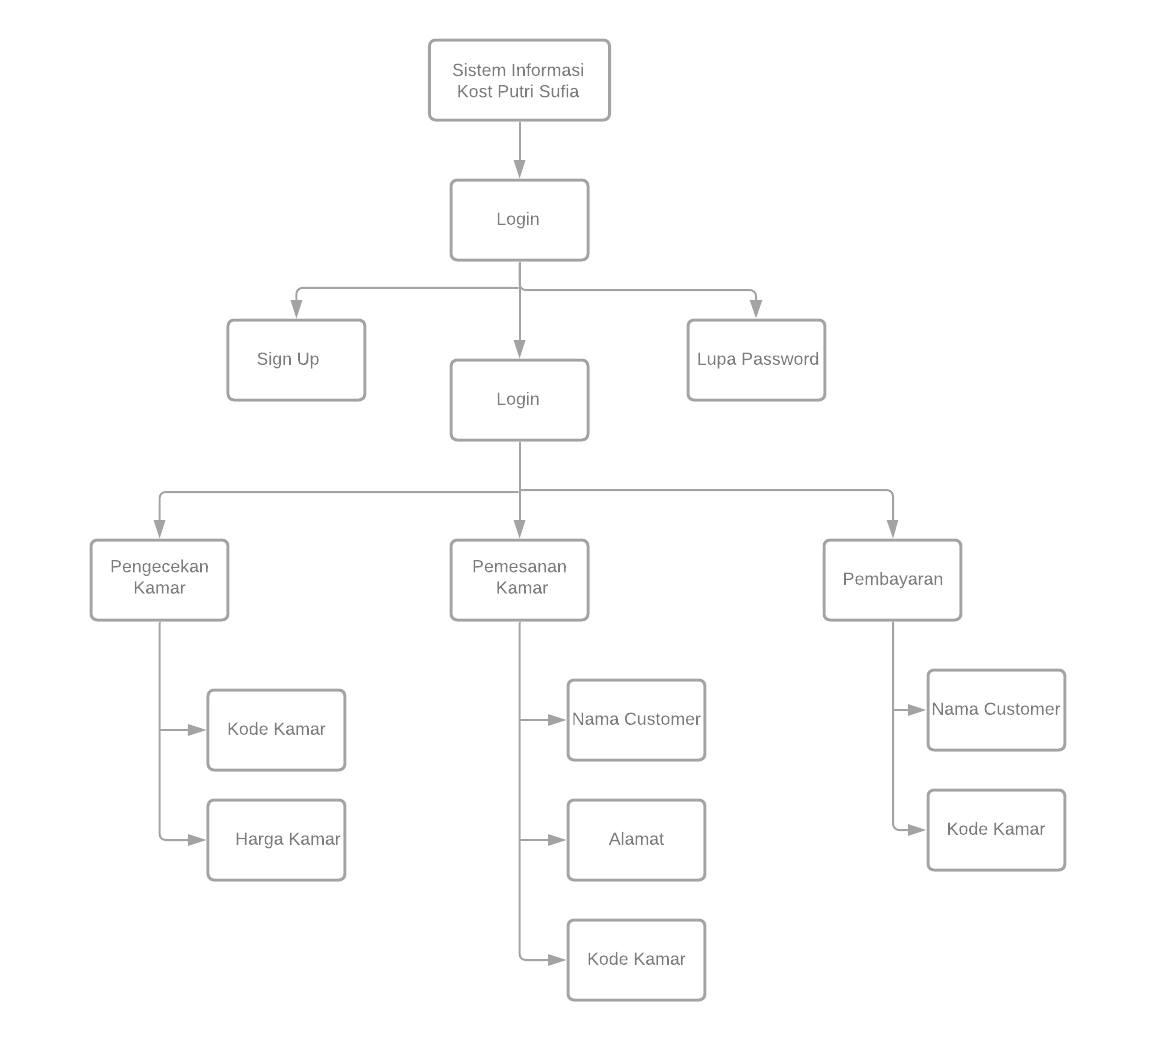 Sistem Informasi
Kost Putri Sufia
Login
Sign Up
Login
Lupa Password
Pengecekan
Kamar
Pemesanan
Kamar
Pembayaran
Kode Kamar
Harga Kamar
Nama Customer
Alamat
Kode Kamar
Nama Customer
Kode Kamar